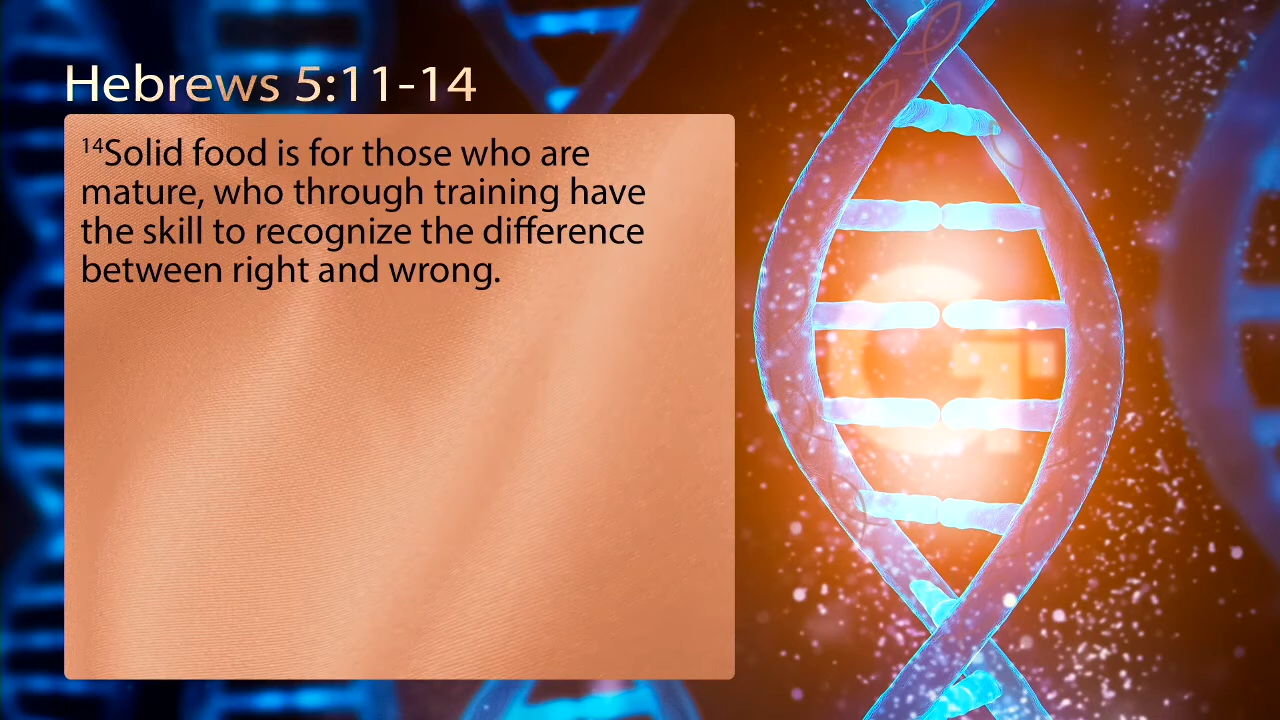 Hebrews 5:11-14
¹⁴Solid food is for those who are
mature, who through training have
the skill to recognize the difference
between right and wrong.